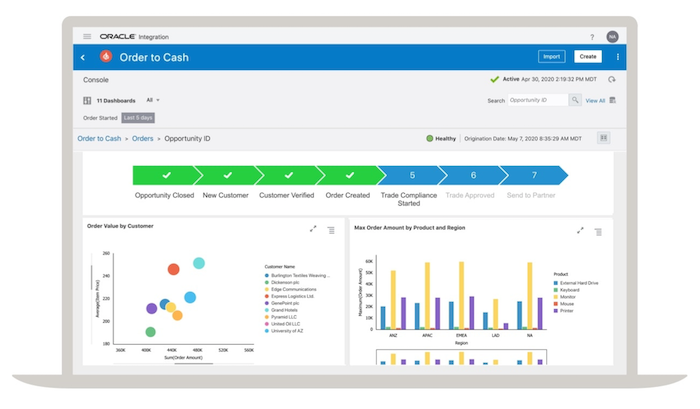 ORACLE Integration
?
NA
Order to Cash
Import
Create
Console
Active Apr 30, 2020 2:19:32 PM MDT
11 Dashboards
All
Search
Opportunity ID
View All
Order Started
Last 5 days
Order to Cash > Orders > Opportunity ID
Healthy
Origination Date: May 7, 2020 8:35:29 AM MDT
5
6
7
Opportunity Closed
New Customer
Customer Verified
Order Created
Trade Compliance
Started
Trade Approved
Send to Partner
Order Value by Customer
260
240
220
200
180
Average(Item Price)
360K
400K
440K
480K
520K
560K
Sum(Order Amount)
Customer Name
Burlington Textiles Weaving ...
Dickenson plc
Edge Communications
Express Logistics Ltd
GenePoint plc
Grand Hotels
Pyramid LLC
United Oil LLC
University of AZ
Max Order Amount by Product and Region
60K
50K
40K
30K
20K
10K
0
Maximum(Order Amount)
ANZ
APAC
EMEA
LAD
NA
Region
Product
External Hard Drive
Keyboard
Monitor
Mouse
Printer